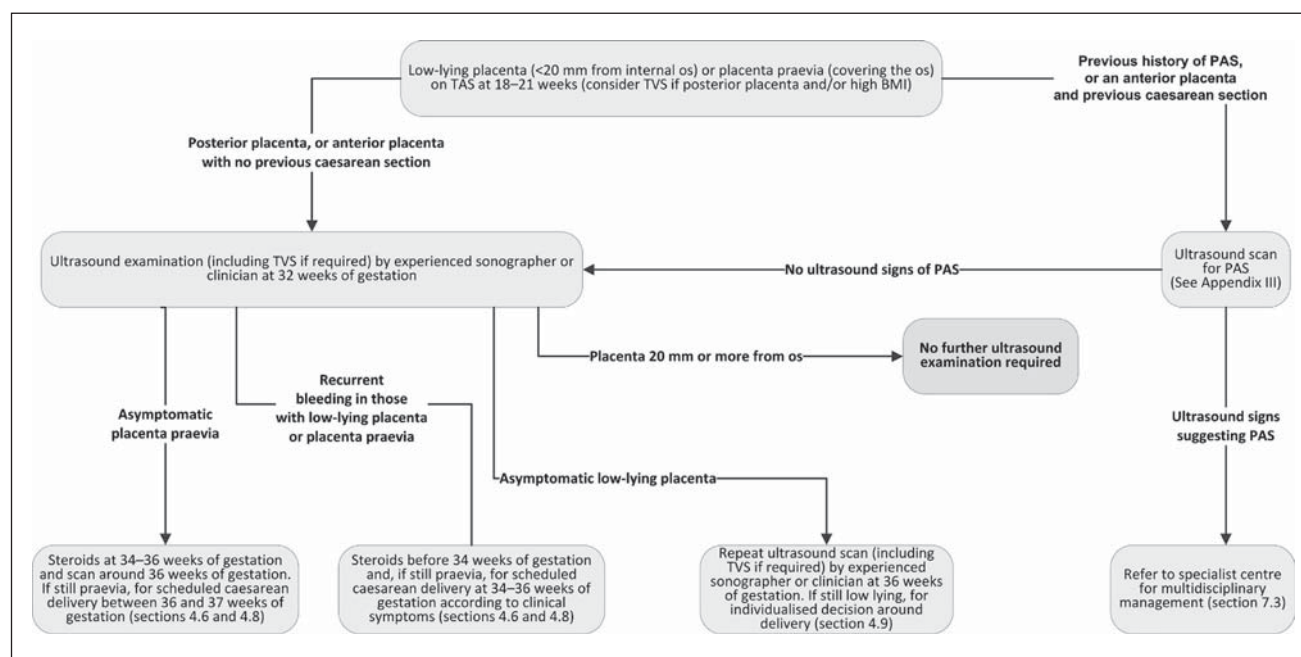 Low-lying placenta (<20 mm from internal os) or placenta praevia (covering the os)
on TAS at 18–21 weeks (consider TVS if posterior placenta and/or high BMI)
Previous history of PAS,
or an anterior placenta
and previous caesarean section
Posterior placenta, or anterior placenta
with no previous caesarean section
Ultrasound examination (including TVS if required) by experienced sonographer or
clinician at 32 weeks of gestation
No ultrasound signs of PAS
Ultrasound scan
for PAS
(See Appendix III)
Placenta 20 mm or more from os
No further ultrasound
examination required
Recurrent
bleeding in those
with low-lying placenta
or placenta praevia
Asymptomatic
placenta praevia
Ultrasound signs
suggesting PAS
Asymptomatic low-lying placenta
Steroids at 34–36 weeks of gestation
and scan around 36 weeks of gestation.
If still praevia, for scheduled caesarean
delivery between 36 and 37 weeks of
gestation (sections 4.6 and 4.8)
Steroids before 34 weeks of gestation
and, if still praevia, for scheduled
caesarean delivery at 34–36 weeks of
gestation according to clinical
symptoms (sections 4.6 and 4.8)
Repeat ultrasound scan (including
TVS if required) by experienced
sonographer or clinician at 36 weeks
of gestation. If still low lying, for
individualised decision around
delivery (section 4.9)
Refer to specialist centre
for multidisciplinary
management (section 7.3)